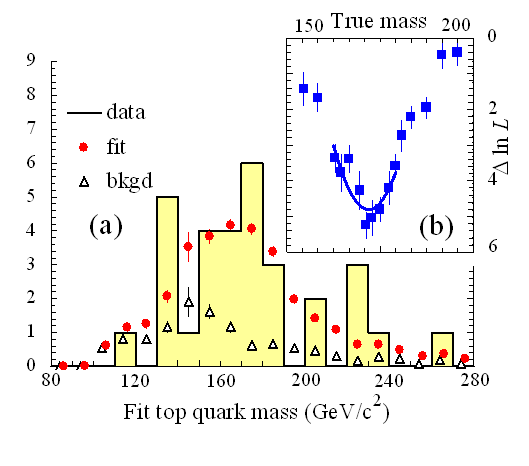 True mass
150 200
0
2
4
6
Δ ln L
(b)
9
8
7
6
5
4
3
2
1
0
data
fit
bkgd
(a)
80 120 160 200 240 280
Fit top quark mass (GeV/c²)